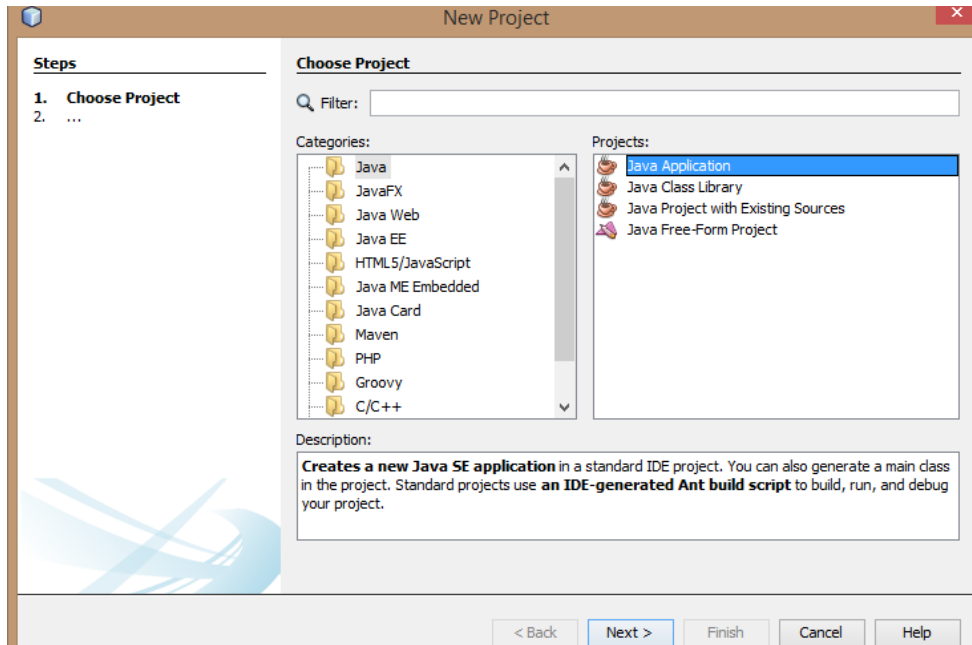 New Project
Steps
1. Choose Project
2. ...
Choose Project
Filter:
Categories:
Java
JavaFX
Java Web
Java EE
HTML5/JavaScript
Java ME Embedded
Java Card
Maven
PHP
Groovy
C/C++
Projects:
Java Application
Java Class Library
Java Project with Existing Sources
Java Free-Form Project
Description:
Creates a new Java SE application in a standard IDE project. You can also generate a main class
in the project. Standard projects use an IDE-generated Ant build script to build, run, and debug
your project.
< Back
Next >
Finish
Cancel
Help